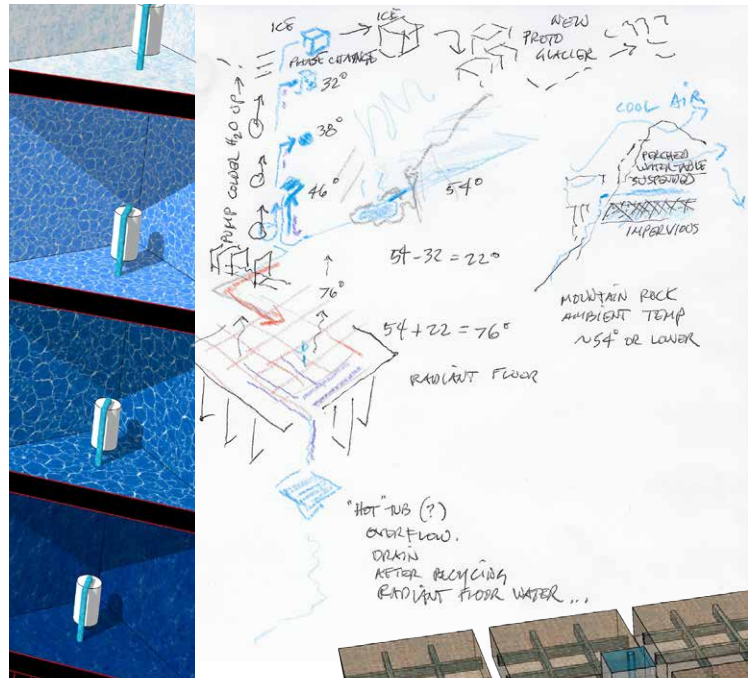 ICE
ICE
PHASE CHANGE
NEW
PROTO
GLACIER
32°
38°
46°
PUMP COLDER H2O UP
54°
54-32 = 22°
76°
54+22 = 76°
RADIANT FLOOR
COOL AIR
PERCHED
WATER-TABLE
SUSPENDED
IMPERVIOUS
MOUNTAIN ROCK
AMBIENT TEMP
~54° OR LOWER
"HOT" TUB (?)
OVERFLOW.
DRAIN
AFTER RECYCLING
RADIANT FLOOR WATER...